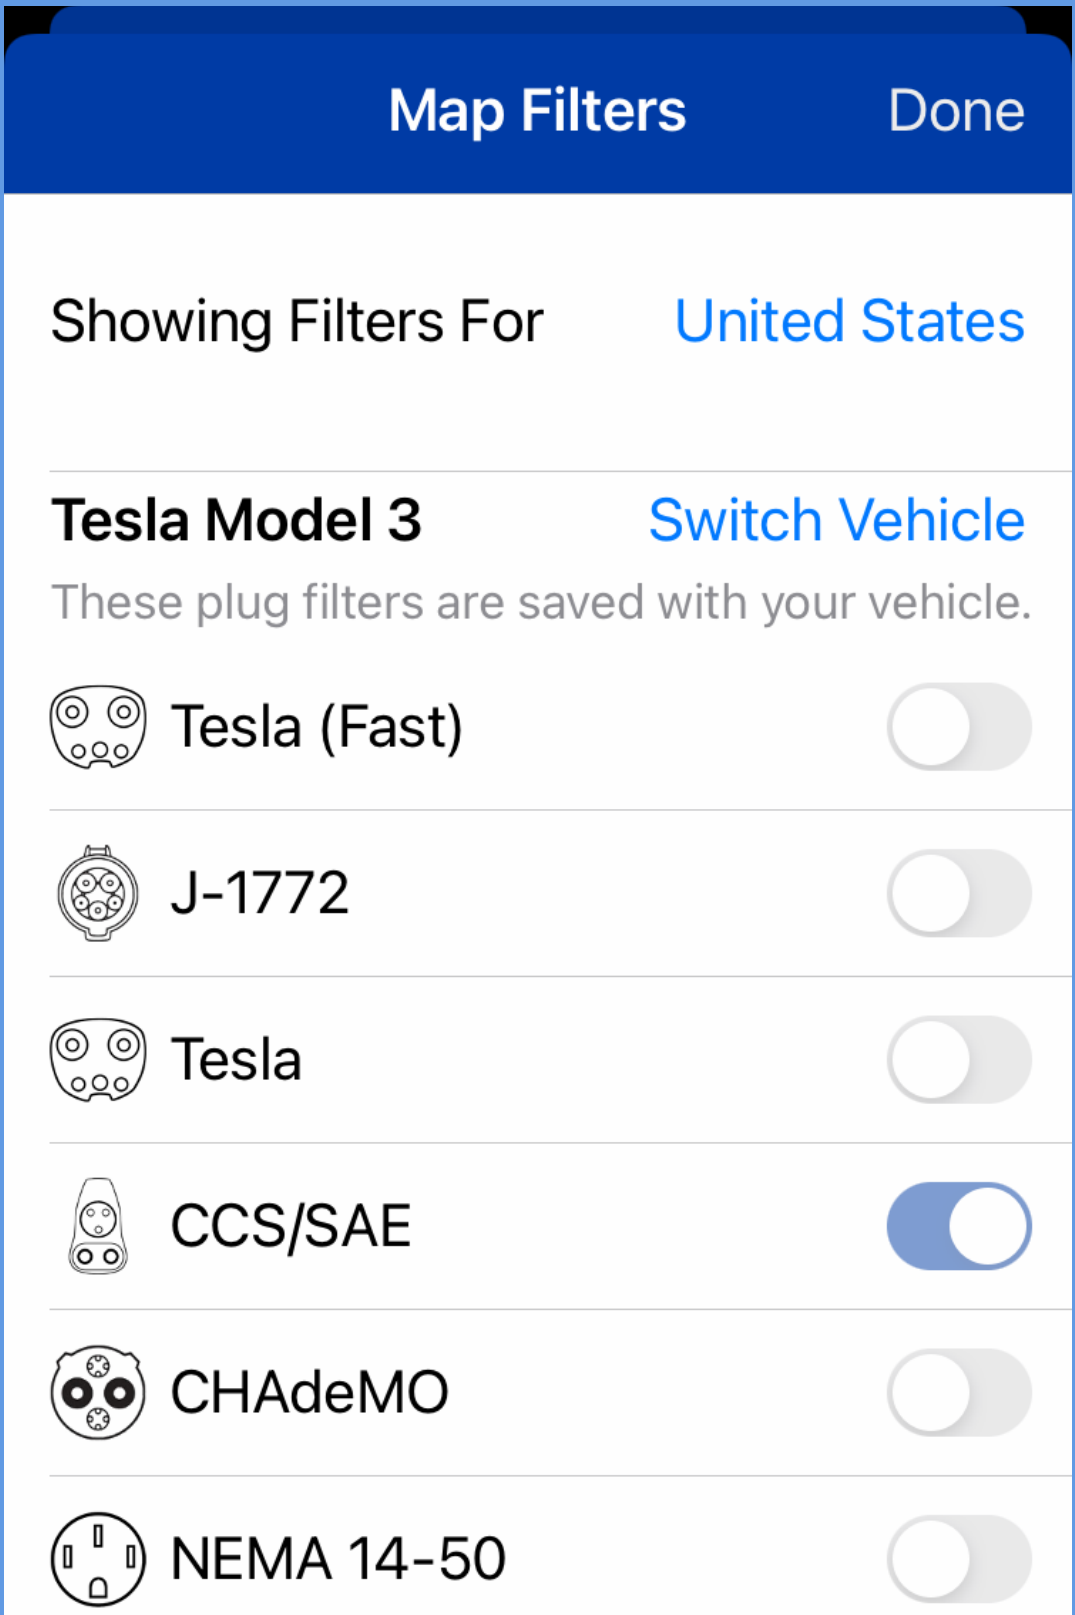 Map Filters Done
Showing Filters For United States
Tesla Model 3 Switch Vehicle
These plug filters are saved with your vehicle.
Tesla (Fast)
J-1772
Tesla
CCS/SAE
CHAdeMO
NEMA 14-50